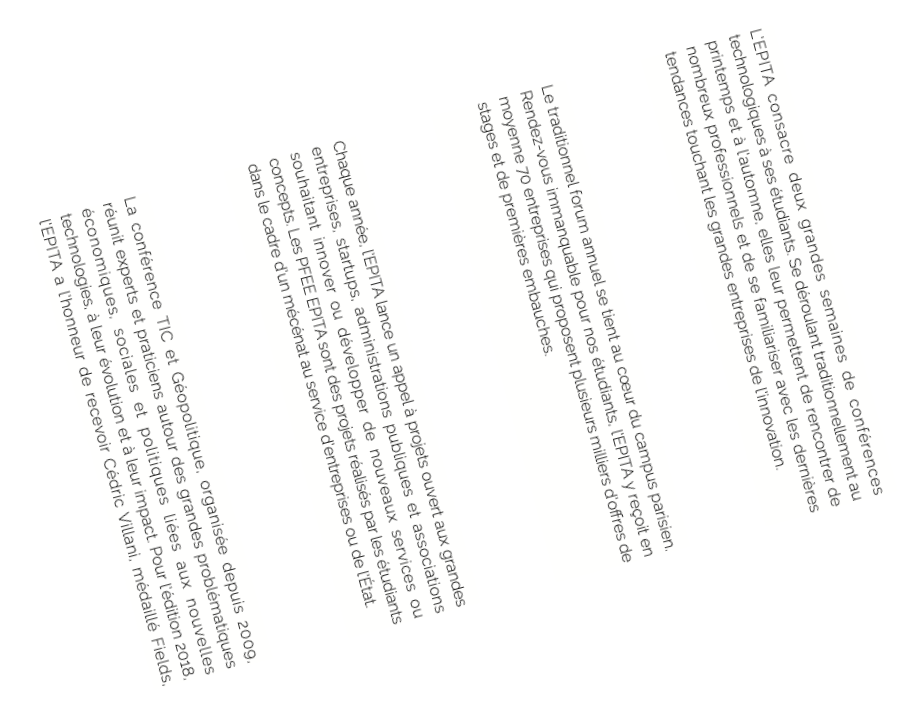 L'EPITA consacre deux grandes semaines de conférences
technologiques à ses étudiants. Se déroulant traditionnellement au
printemps et à l'automne, elles leur permettent de rencontrer de
nombreux professionnels et de se familiariser avec les dernières
tendances touchant les grandes entreprises de l'innovation.
Le traditionnel forum annuel se tient au cœur du campus parisien.
Rendez-vous immanquable pour nos étudiants, l'EPITA y reçoit en
moyenne 70 entreprises qui proposent plusieurs milliers d'offres de
stages et de premières embauches.
Chaque année, l'EPITA lance un appel à projets ouvert aux grandes
entreprises, startups, administrations publiques et associations
souhaitant innover ou développer de nouveaux services ou
concepts. Les PFEE EPITA sont des projets réalisés par les étudiants
dans le cadre d'un mécénat au service d'entreprises ou de l'État.
La conférence TIC et Géopolitique, organisée depuis 2009,
réunit experts et praticiens autour des grandes problématiques
économiques, sociales et politiques liées aux nouvelles
technologies, à leur évolution et à leur impact. Pour l'édition 2018,
l'EPITA a l'honneur de recevoir Cédric Villani, médaillé Fields.